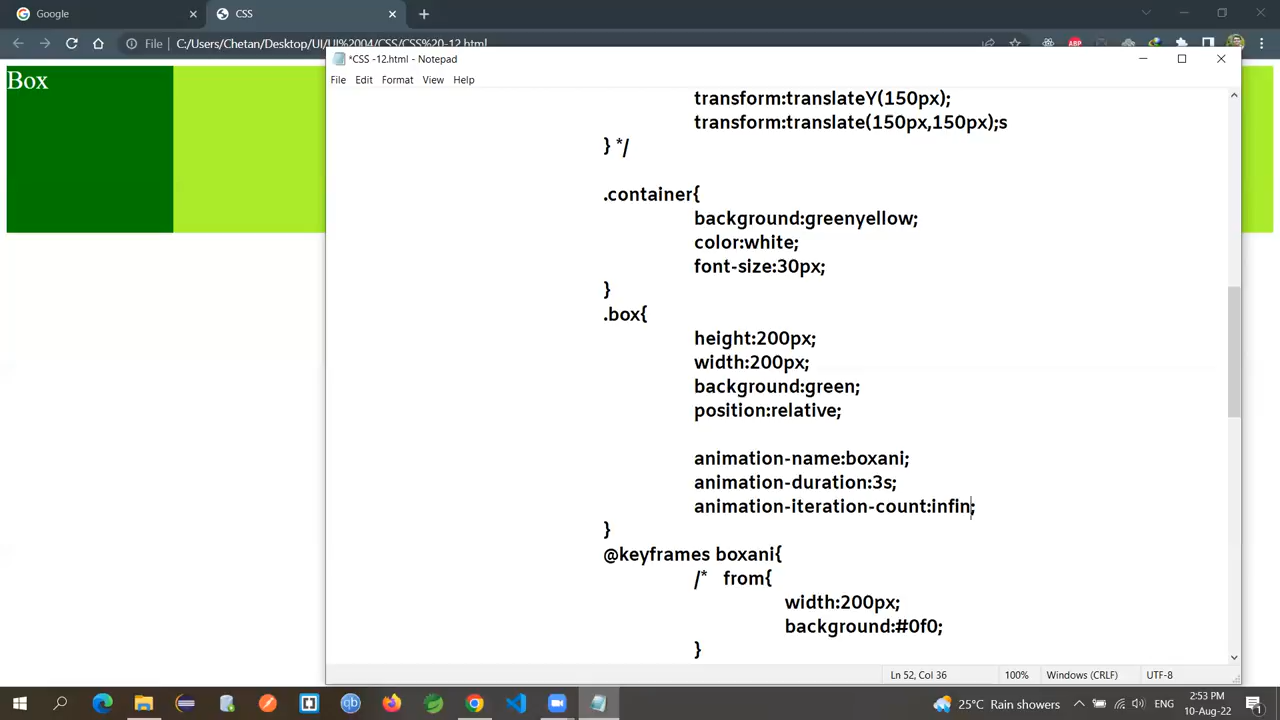 Google
CSS
File
C:/Users/Chetan/Desktop/UI/UI%2004/CSS/CSS%20-12.html
*CSS -12.html - Notepad
File Edit Format View Help
Box
transform:translateY(150px);
transform:translate(150px,150px);s
} */
.container{
background:greenyellow;
color:white;
font-size:30px;
}
.box{
height:200px;
width:200px;
background:green;
position:relative;
animation-name:boxani;
animation-duration:3s;
animation-iteration-count:infin;
}
@keyframes boxani{
/* from{
width:200px;
background:#0f0;
}
Ln 52, Col 36 100% Windows (CRLF) UTF-8
25°C Rain showers ENG 2:53 PM
10-Aug-22